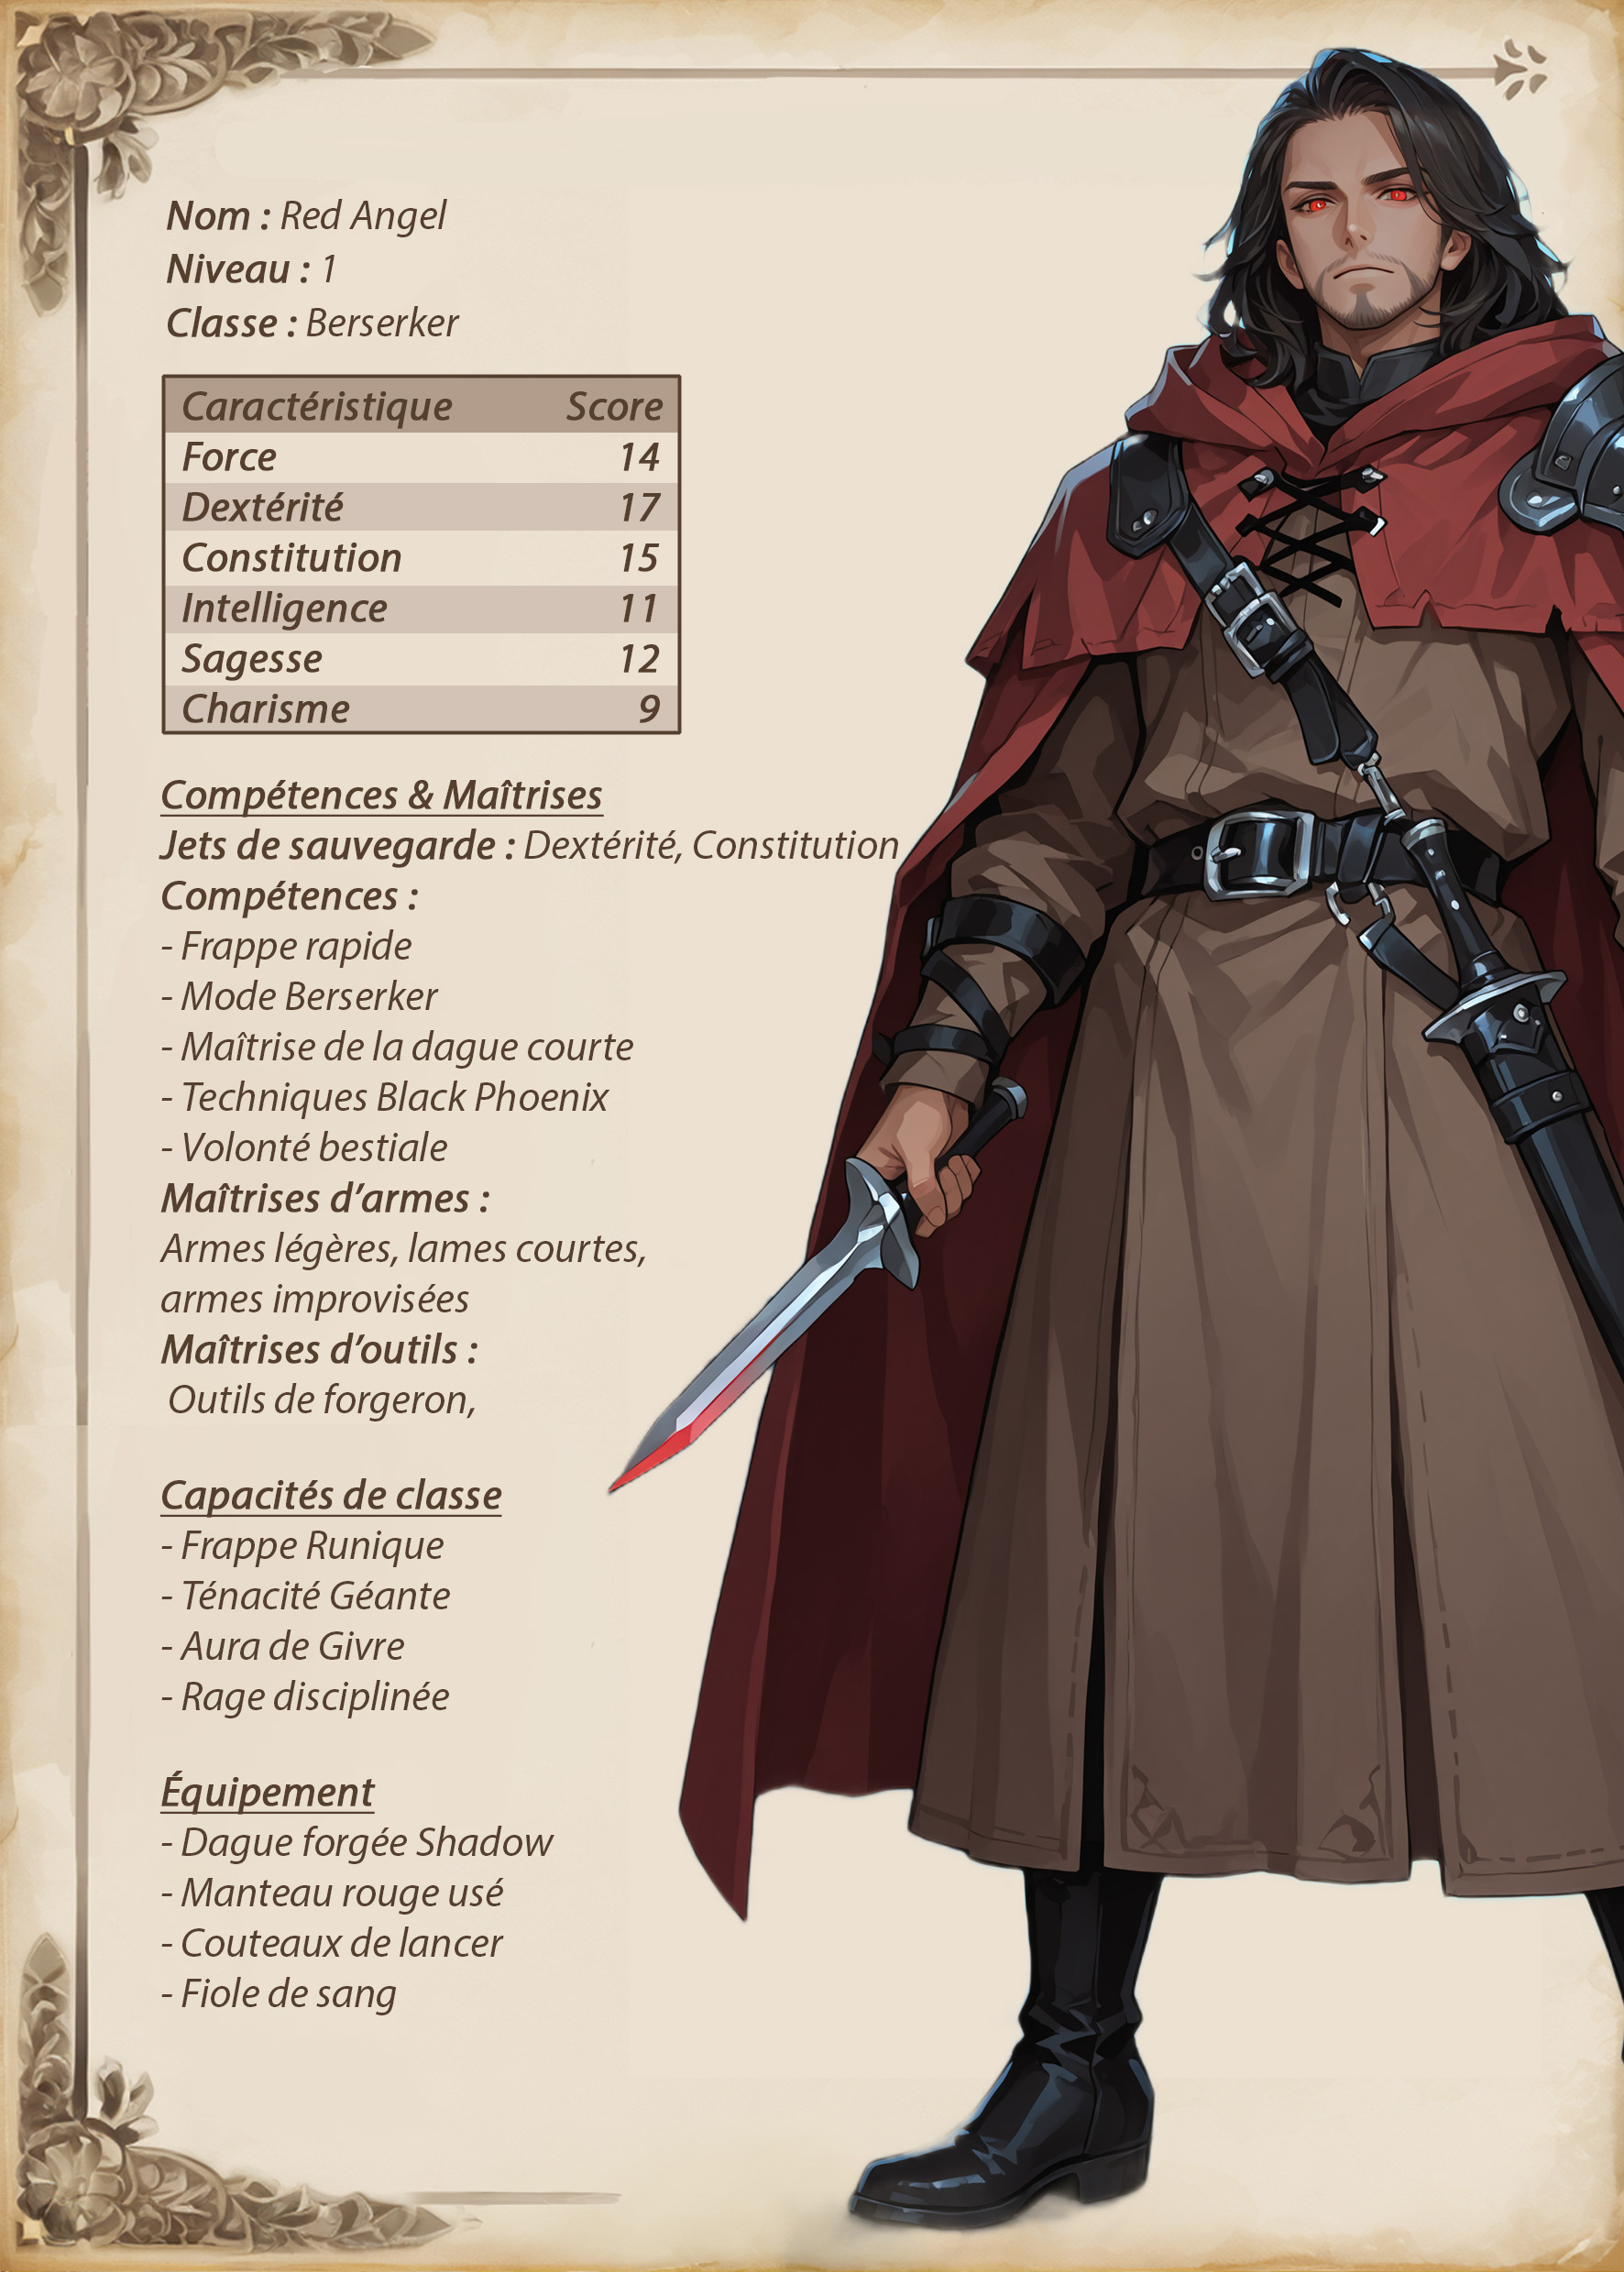 Nom : Red Angel
Niveau : 1
Classe : Berserker
Caractéristique Score
Force 14
Dextérité 17
Constitution 15
Intelligence 11
Sagesse 12
Charisme 9
Compétences & Maîtrises
Jets de sauvegarde : Dextérité, Constitution
Compétences :
- Frappe rapide
- Mode Berserker
- Maîtrise de la dague courte
- Techniques Black Phoenix
- Volonté bestiale
Maîtrises d’armes :
Armes légères, lames courtes,
armes improvisées
Maîtrises d’outils :
Outils de forgeron,
Capacités de classe
- Frappe Runique
- Ténacité Géante
- Aura de Givre
- Rage disciplinée
Équipement
- Dague forgée Shadow
- Manteau rouge usé
- Couteaux de lancer
- Fiole de sang